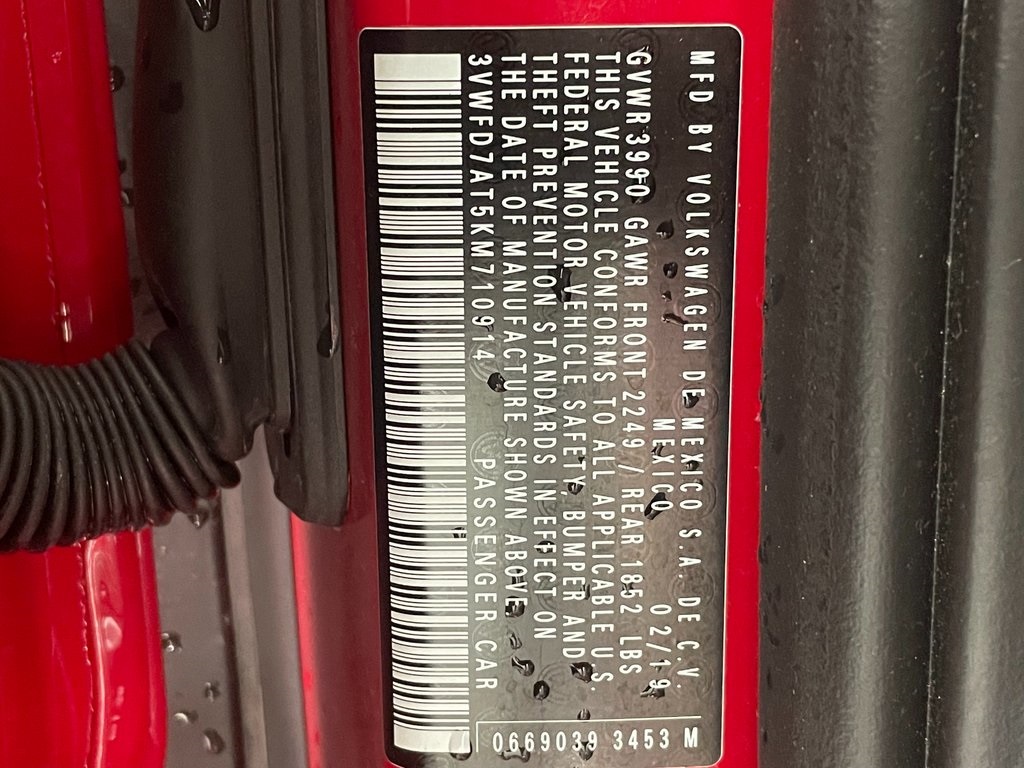 MFD BY VOLKSWAGEN DE MEXICO S.A. DE C.V.
MEXICO 02/19
GVWR 3990 GAWR FRONT 2249 / REAR 1852 LBS
THIS VEHICLE CONFORMS TO ALL APPLICABLE U.S.
FEDERAL MOTOR VEHICLE SAFETY, BUMPER AND
THEFT PREVENTION STANDARDS IN EFFECT ON
THE DATE OF MANUFACTURE SHOWN ABOVE
3VWFD7AT5KM710914 PASSENGER CAR
0669039 3453 M